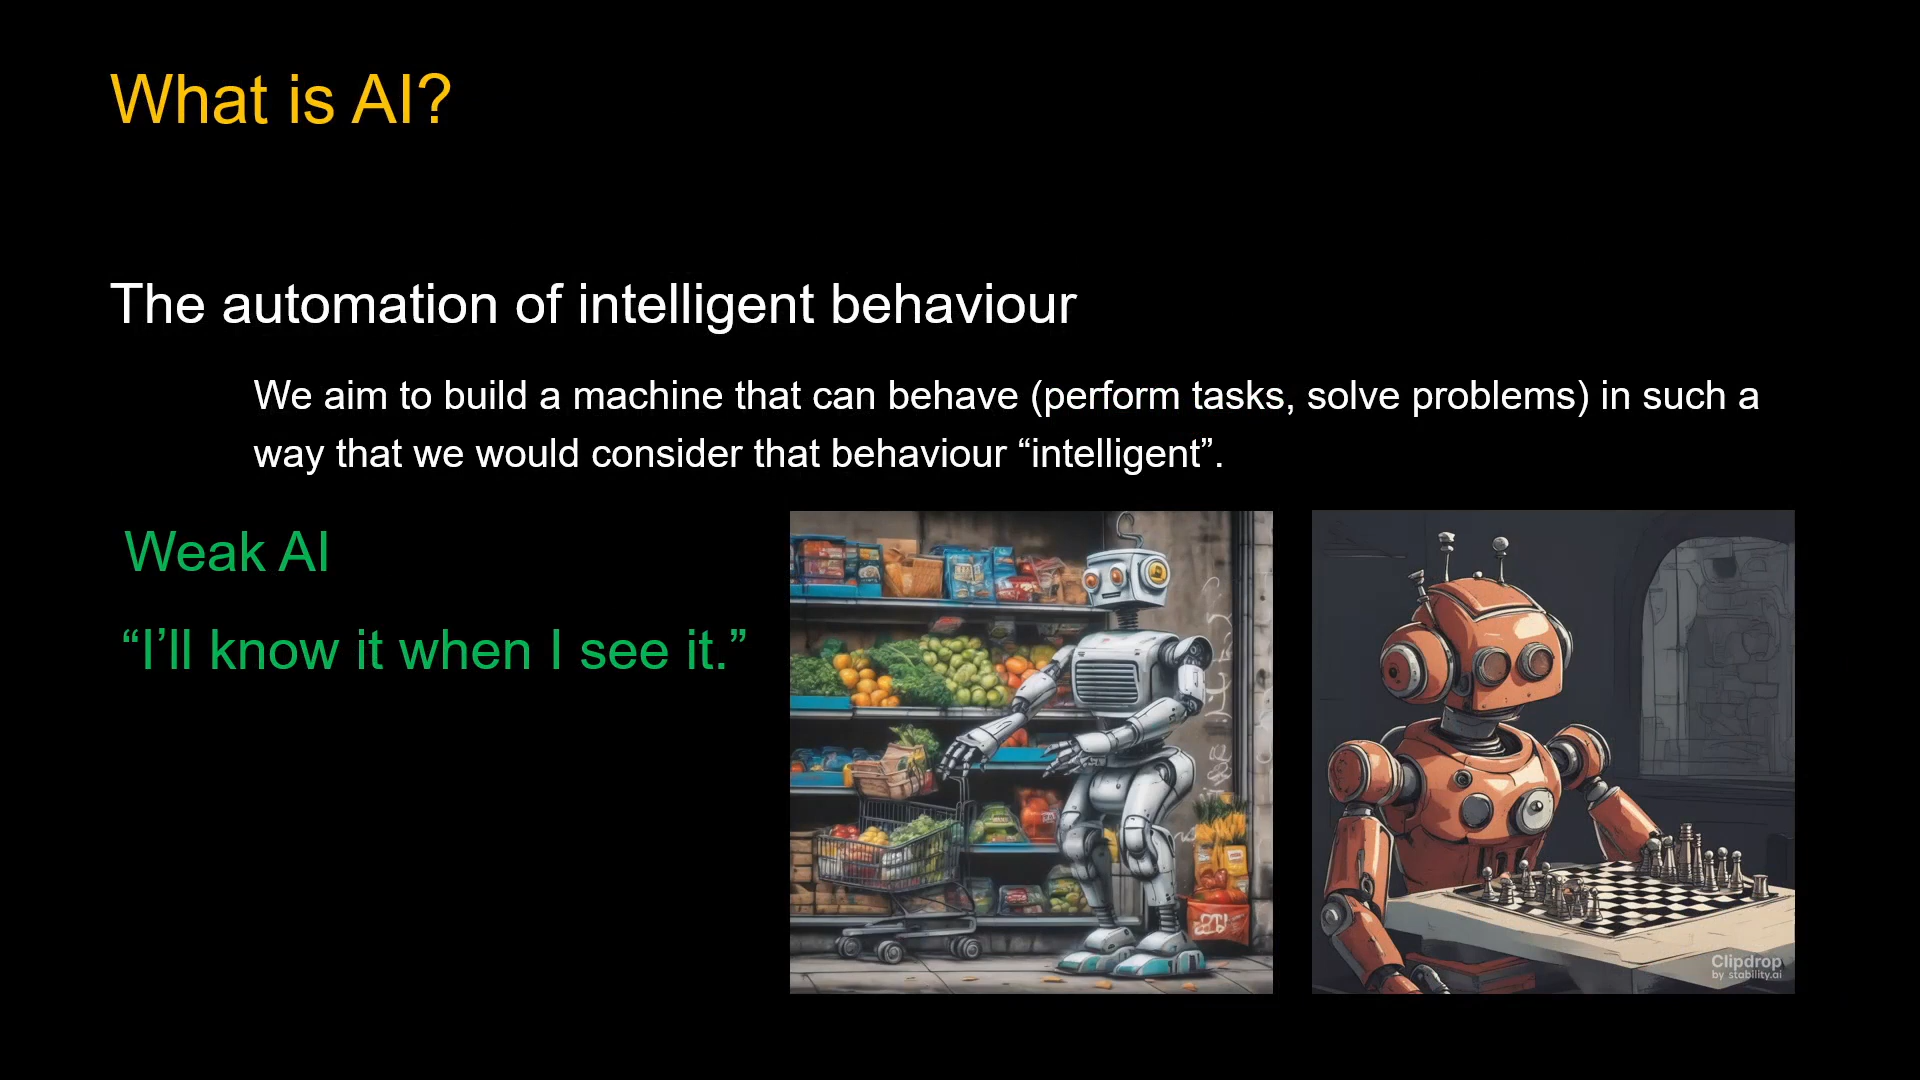 What is AI?
The automation of intelligent behaviour
We aim to build a machine that can behave (perform tasks, solve problems) in such a
way that we would consider that behaviour “intelligent”.
Weak AI
“I’ll know it when I see it.”
Clipdrop
by stability.ai